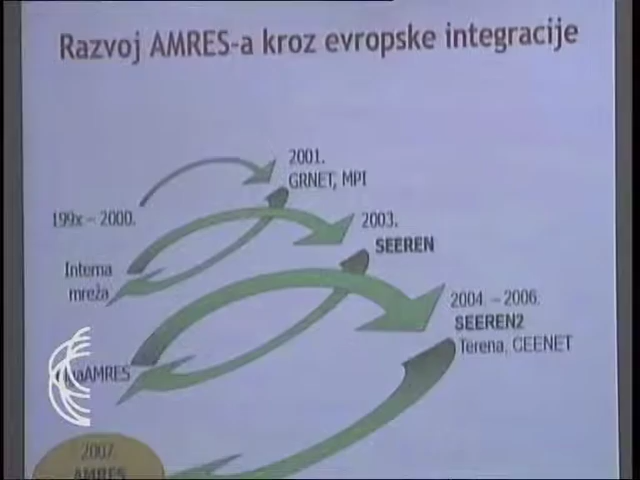 Razvoj AMRES-a kroz evropske integracije
2001.
GRNET, MPI
199x – 2000.
2003.
SEEREN
Interna
mreža
2004. – 2006.
SEEREN2
Terena, CEENET
2007.
AMRES